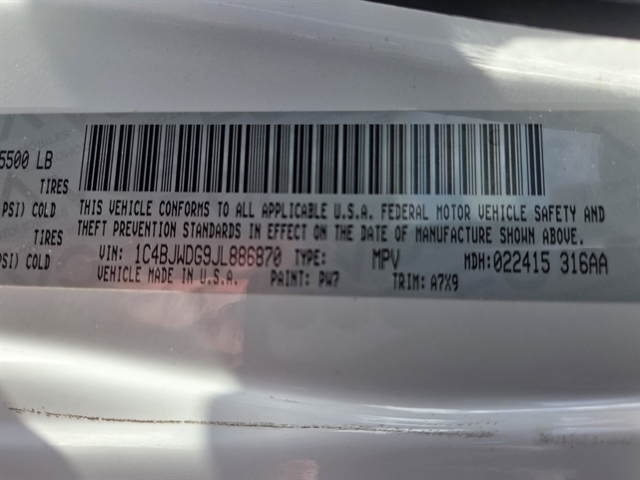 5500 LB
TIRES
PSI) COLD
TIRES
PSI) COLD
THIS VEHICLE CONFORMS TO ALL APPLICABLE U.S.A. FEDERAL MOTOR VEHICLE SAFETY AND
THEFT PREVENTION STANDARDS IN EFFECT ON THE DATE OF MANUFACTURE SHOWN ABOVE.
VIN: 1C4BJWDG9JL886870 TYPE: MPV MDH:022415 316AA
VEHICLE MADE IN U.S.A. PAINT: PW7 TRIM: A7X9